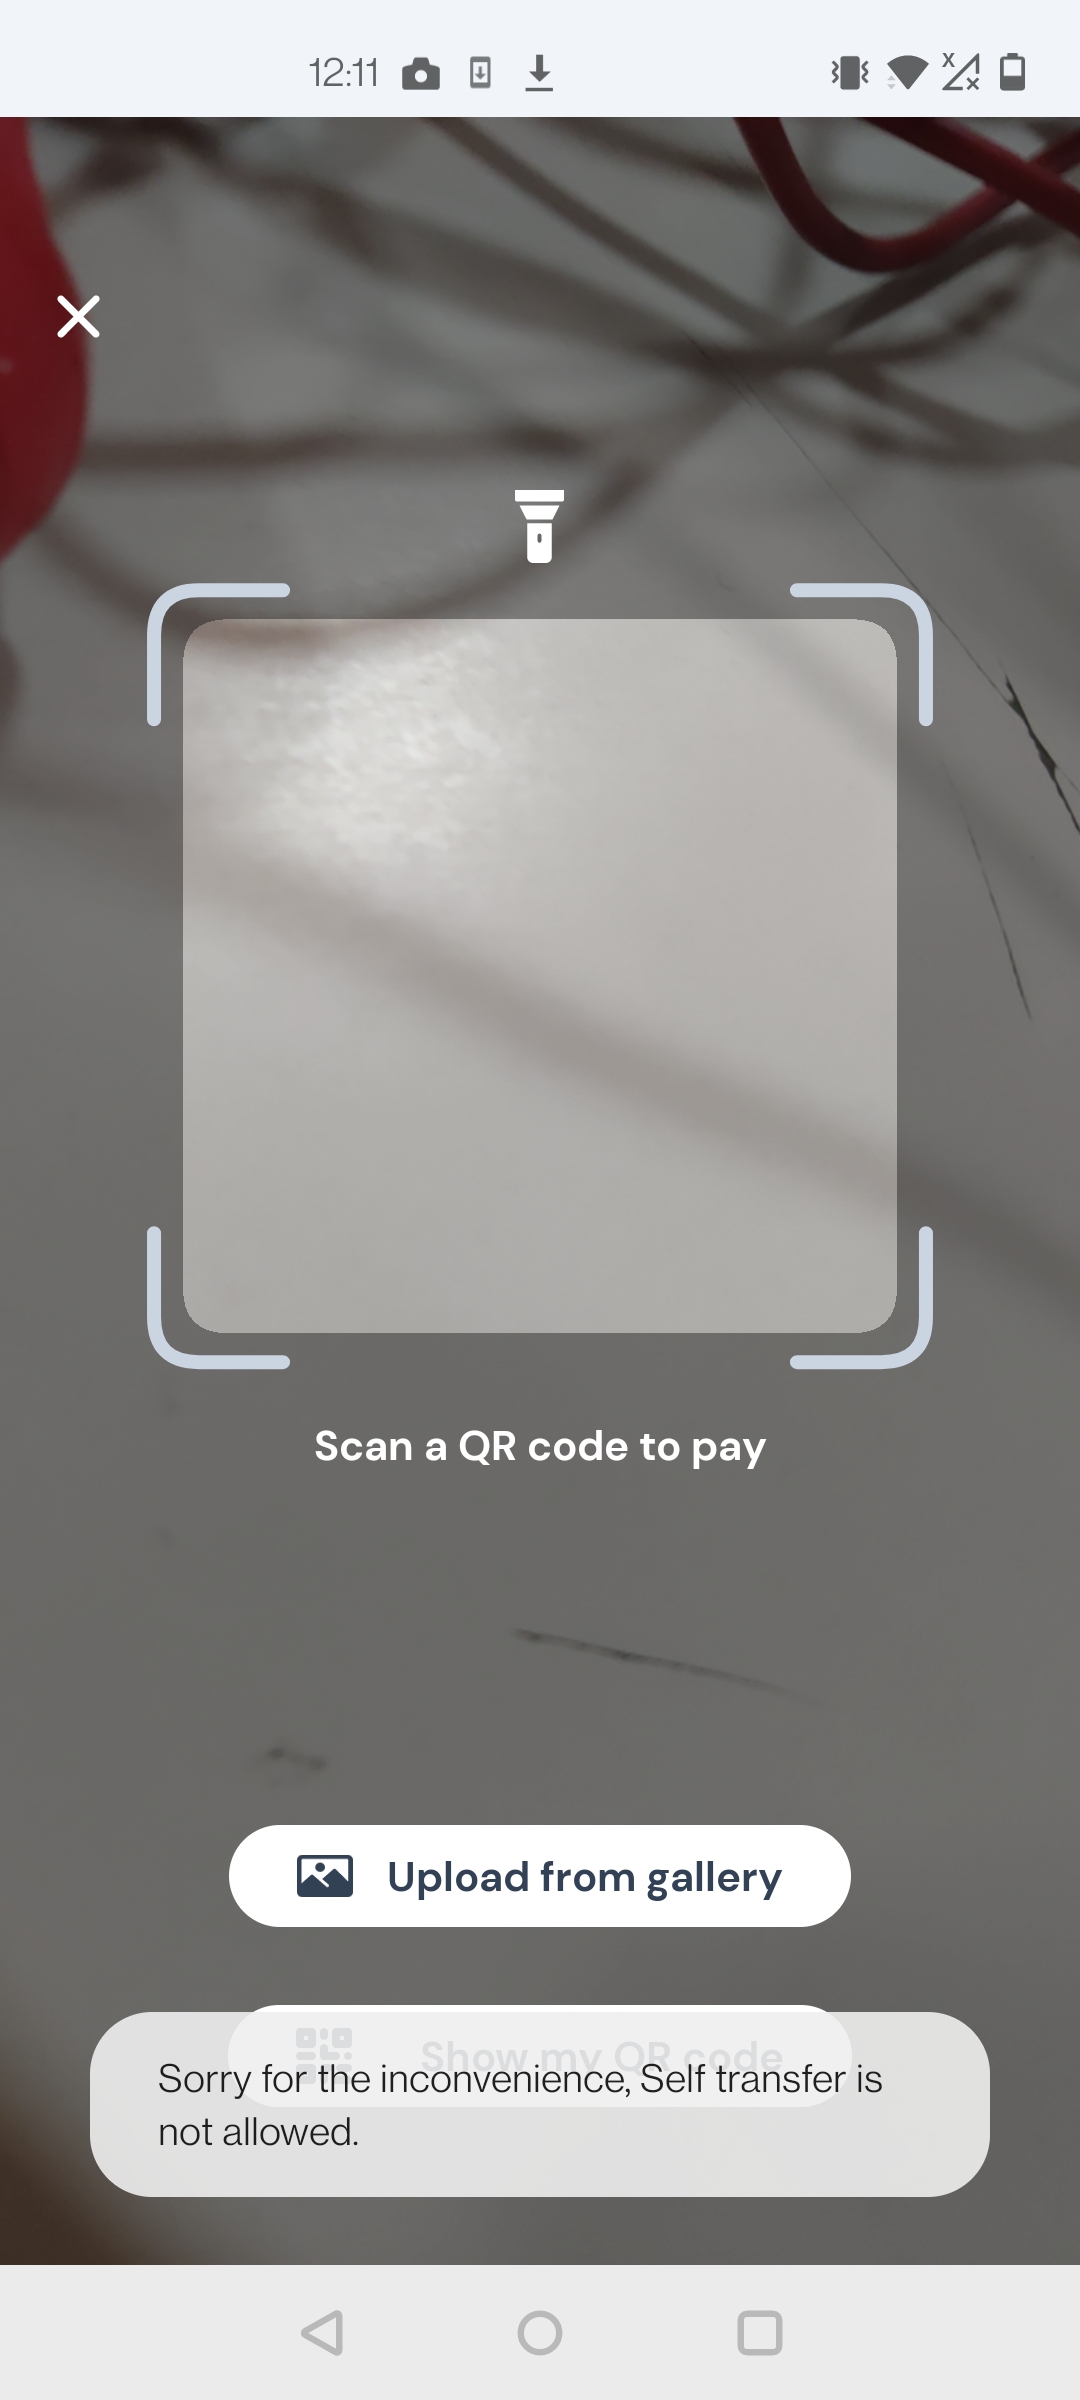 12:11
Scan a QR code to pay
Upload from gallery
Show my QR code
Sorry for the inconvenience, Self transfer is
not allowed.